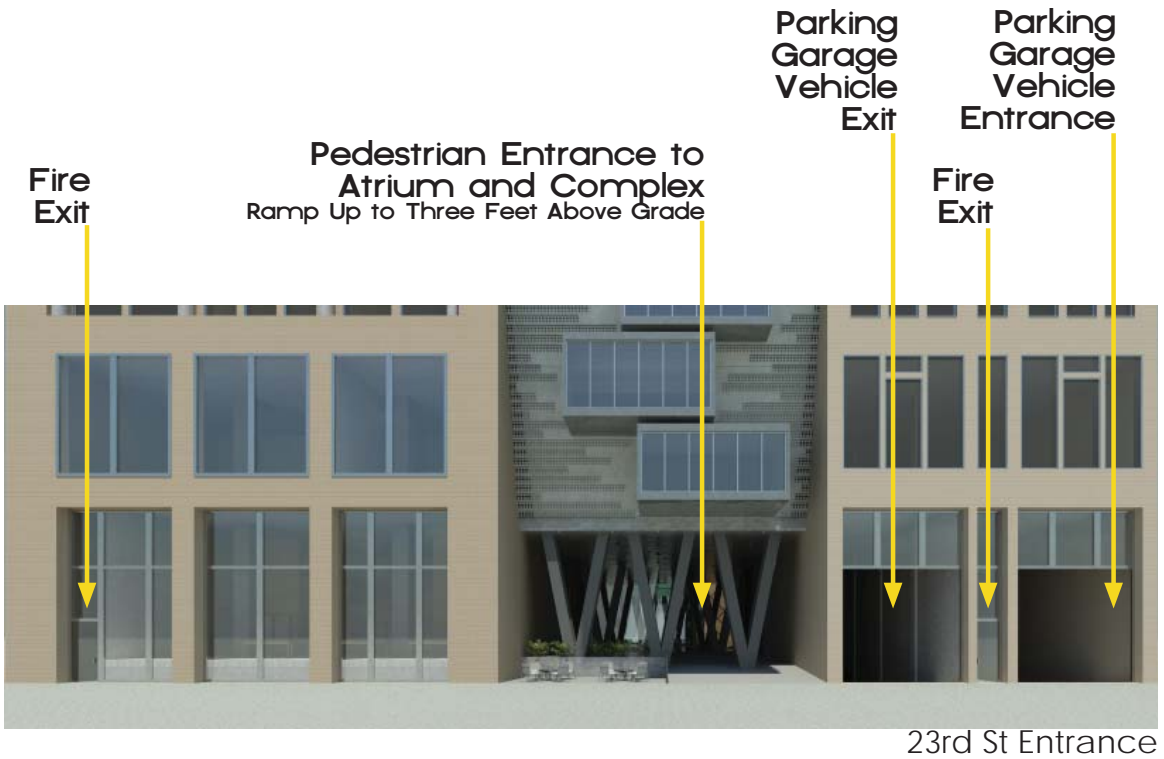 Parking
Garage
Vehicle
Exit
Parking
Garage
Vehicle
Entrance
Pedestrian Entrance to
Atrium and Complex
Ramp Up to Three Feet Above Grade
Fire
Exit
Fire
Exit
23rd St Entrance